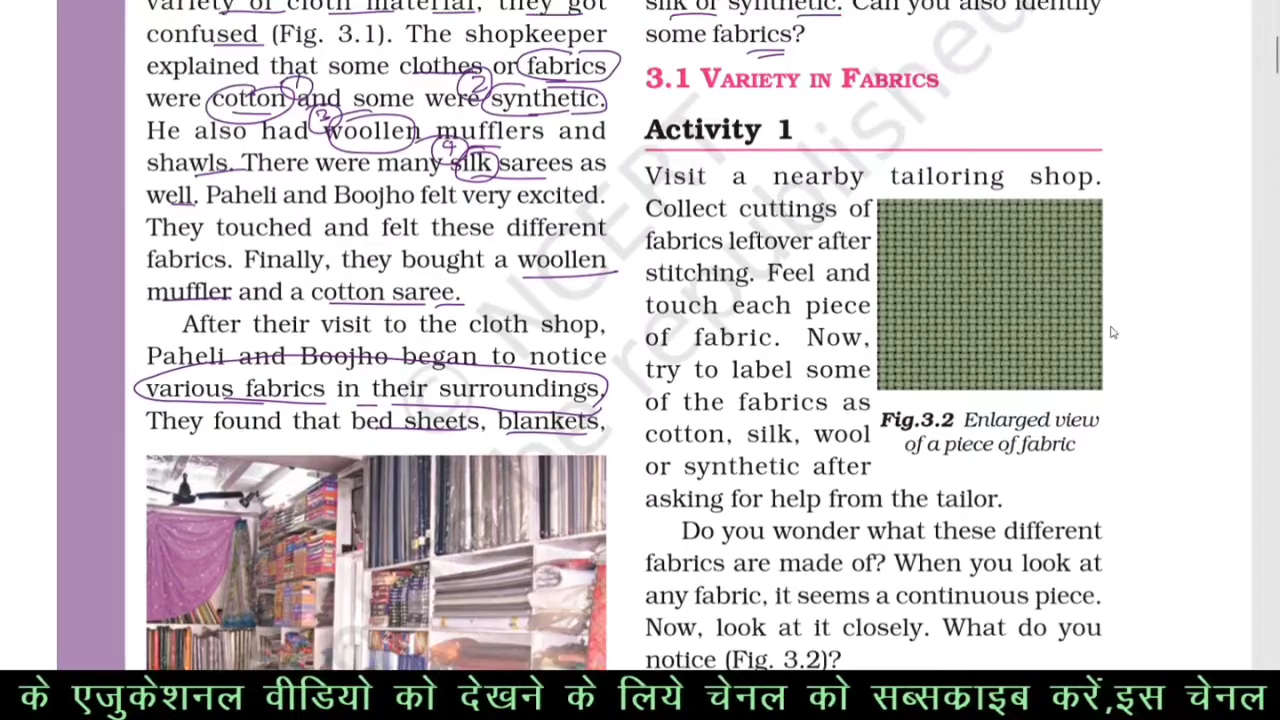 variety of cloth material, they got
confused (Fig. 3.1). The shopkeeper
explained that some clothes or fabrics
were cotton and some were synthetic.
He also had woollen mufflers and
shawls. There were many silk sarees as
well. Paheli and Boojho felt very excited.
They touched and felt these different
fabrics. Finally, they bought a woollen
muffler and a cotton saree.
After their visit to the cloth shop,
Paheli and Boojho began to notice
various fabrics in their surroundings.
They found that bed sheets, blankets,
silk or synthetic. Can you also identify
some fabrics?
3.1 VARIETY IN FABRICS
Activity 1
Visit a nearby tailoring shop.
Collect cuttings of
fabrics leftover after
stitching. Feel and
touch each piece
of fabric. Now,
try to label some
of the fabrics as
cotton, silk, wool
or synthetic after
asking for help from the tailor.
Fig.3.2 Enlarged view
of a piece of fabric
Do you wonder what these different
fabrics are made of? When you look at
any fabric, it seems a continuous piece.
Now, look at it closely. What do you
notice (Fig. 3.2)?
1
2
3
4
© NCERT
be republished
के एजुकेशनल वीडियो को देखने के लिये चेनल को सब्सकाइब करें,इस चेनल